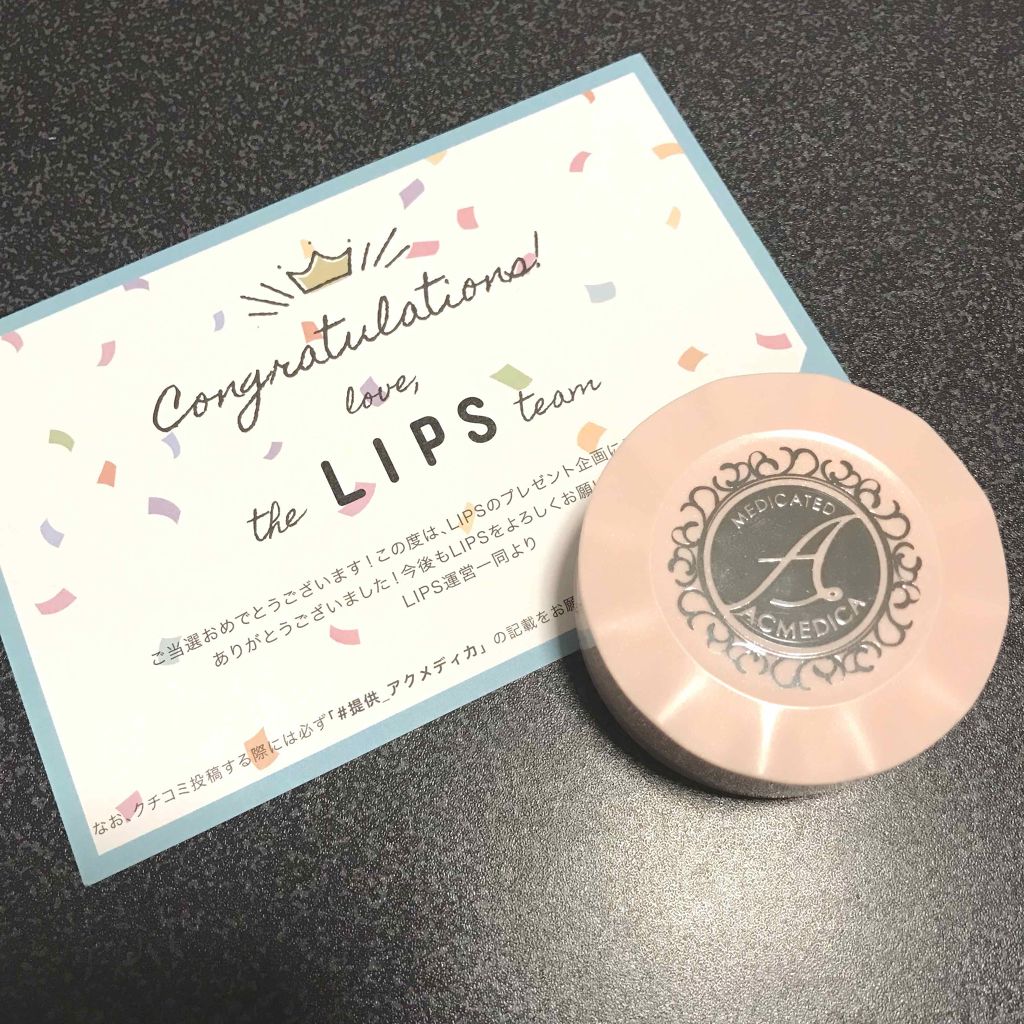 Congratulations!
love,
the LIPS team
ご当選おめでとうございます！この度は、LIPSのプレゼント企画に
ありがとうございました！今後もLIPSをよろしくお願い
LIPS運営一同より
なお、クチコミ投稿する際には必ず「#提供_アクメディカ」の記載をお願
MEDICATED
A
ACMEDICA